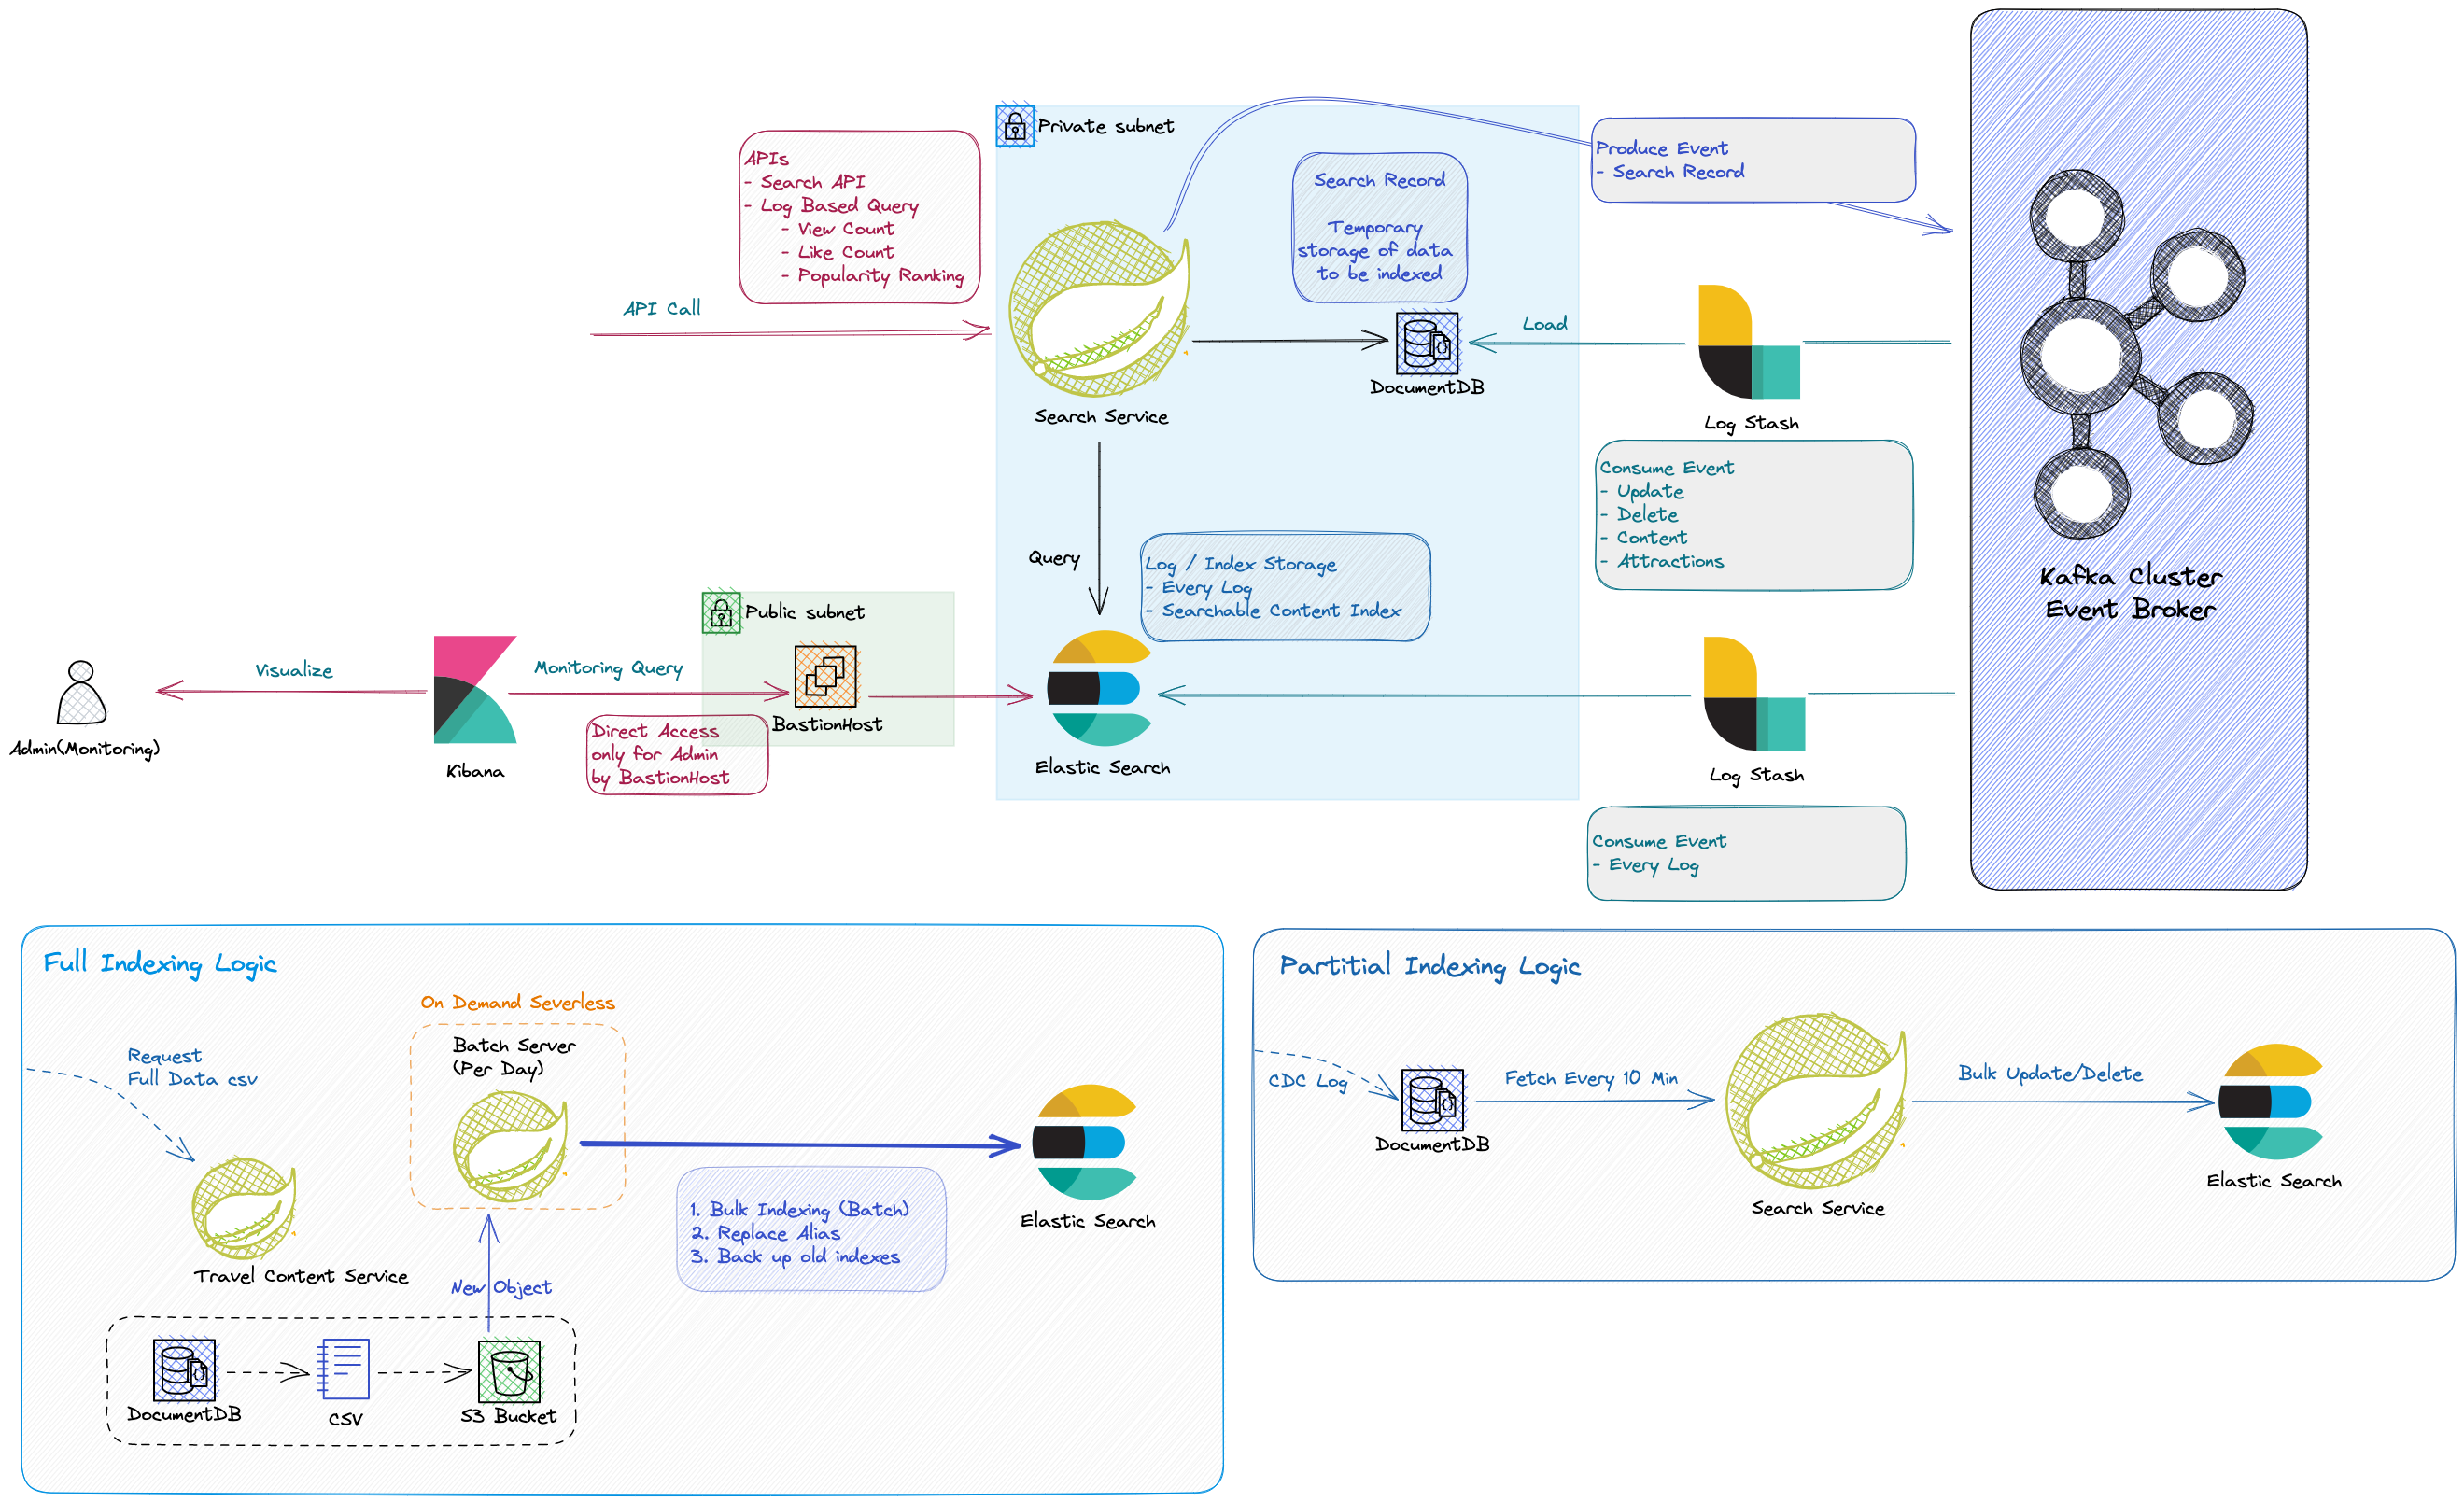 Private subnet
APIs
- Search API
- Log Based Query
- View Count
- Like Count
- Popularity Ranking
API Call
Search Record
Temporary
storage of data
to be indexed
Produce Event
- Search Record
Load
DocumentDB
Search Service
Log Stash
Consume Event
- Update
- Delete
- Content
- Attractions
Kafka Cluster
Event Broker
Query
Log / Index Storage
- Every Log
- Searchable Content Index
Public subnet
Visualize
Monitoring Query
BastionHost
Direct Access
only for Admin
by BastionHost
Admin(Monitoring)
Kibana
Elastic Search
Log Stash
Consume Event
- Every Log
Full Indexing Logic
On Demand Severless
Batch Server
(Per Day)
Request
Full Data csv
Travel Content Service
1. Bulk Indexing (Batch)
2. Replace Alias
3. Back up old indexes
Elastic Search
New Object
DocumentDB
CSV
S3 Bucket
Partitial Indexing Logic
CDC Log
DocumentDB
Fetch Every 10 Min
Search Service
Bulk Update/Delete
Elastic Search